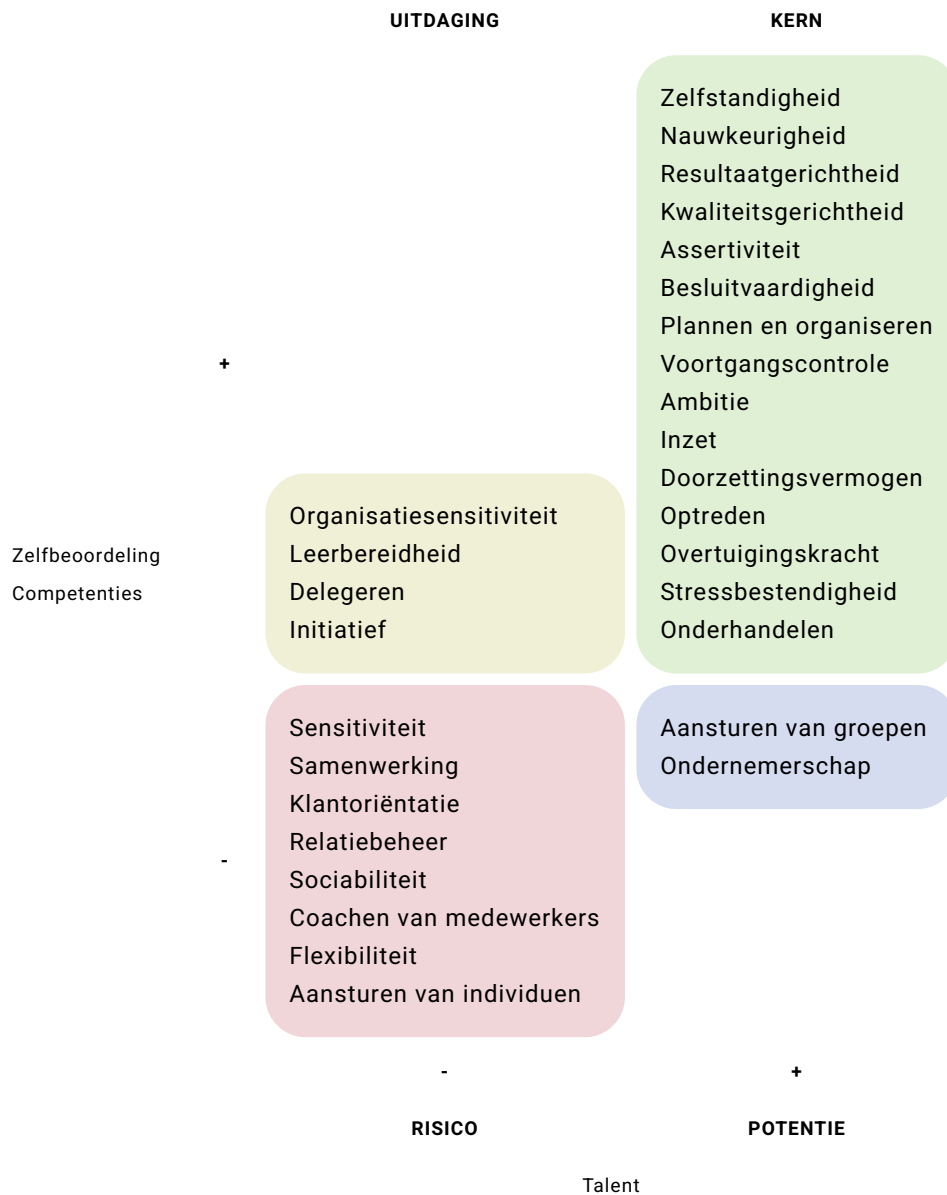 UITDAGING
KERN
Zelfstandigheid
Nauwkeurigheid
Resultaatgerichtheid
Kwaliteitsgerichtheid
Assertiviteit
Besluitvaardigheid
Plannen en organiseren
Voortgangscontrole
Ambitie
Inzet
Doorzettingsvermogen
Optreden
Overtuigingskracht
Stressbestendigheid
Onderhandelen
+
Organisatiesensitiviteit
Leerbereidheid
Delegeren
Initiatief
Zelfbeoordeling
Competenties
Sensitiviteit
Samenwerking
Klantoriëntatie
Relatiebeheer
Sociabiliteit
Coachen van medewerkers
Flexibiliteit
Aansturen van individuen
Aansturen van groepen
Ondernemerschap
-
-
+
RISICO
POTENTIE
Talent